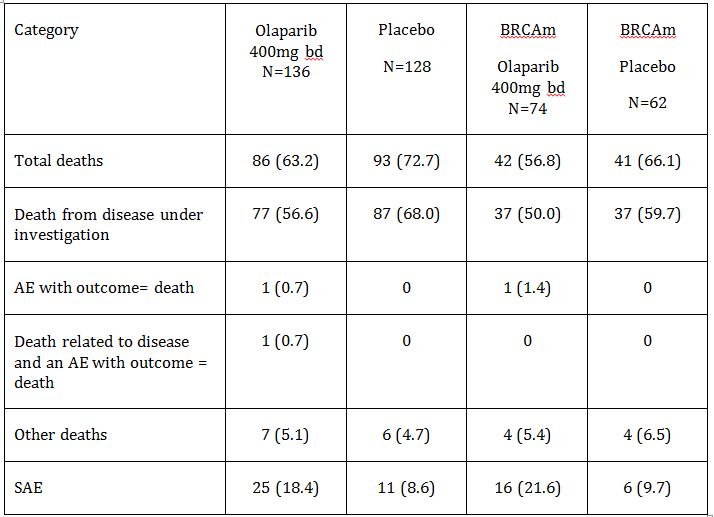 Category
Olaparib
400mg bd
N=136
Placebo
N=128
BRCAm
Olaparib
400mg bd
N=74
BRCAm
Placebo
N=62
Total deaths
86 (63.2)
93 (72.7)
42 (56.8)
41 (66.1)
Death from disease under
investigation
77 (56.6)
87 (68.0)
37 (50.0)
37 (59.7)
AE with outcome= death
1 (0.7)
0
1 (1.4)
0
Death related to disease
and an AE with outcome =
death
1 (0.7)
0
0
0
Other deaths
7 (5.1)
6 (4.7)
4 (5.4)
4 (6.5)
SAE
25 (18.4)
11 (8.6)
16 (21.6)
6 (9.7)